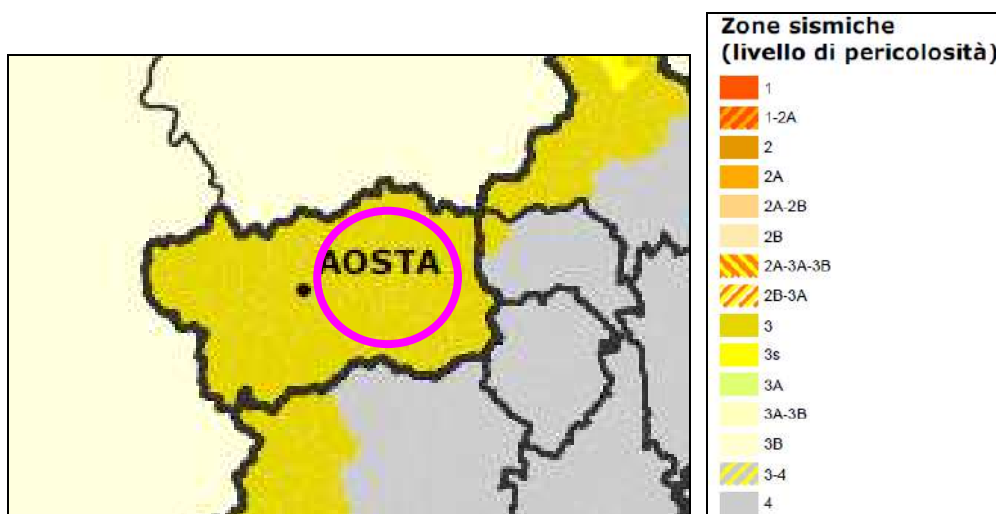 AOSTA
Zone sismiche
(livello di pericolosità)
1
1-2A
2
2A
2A-2B
2B
2A-3A-3B
2B-3A
3
3s
3A
3A-3B
3B
3-4
4